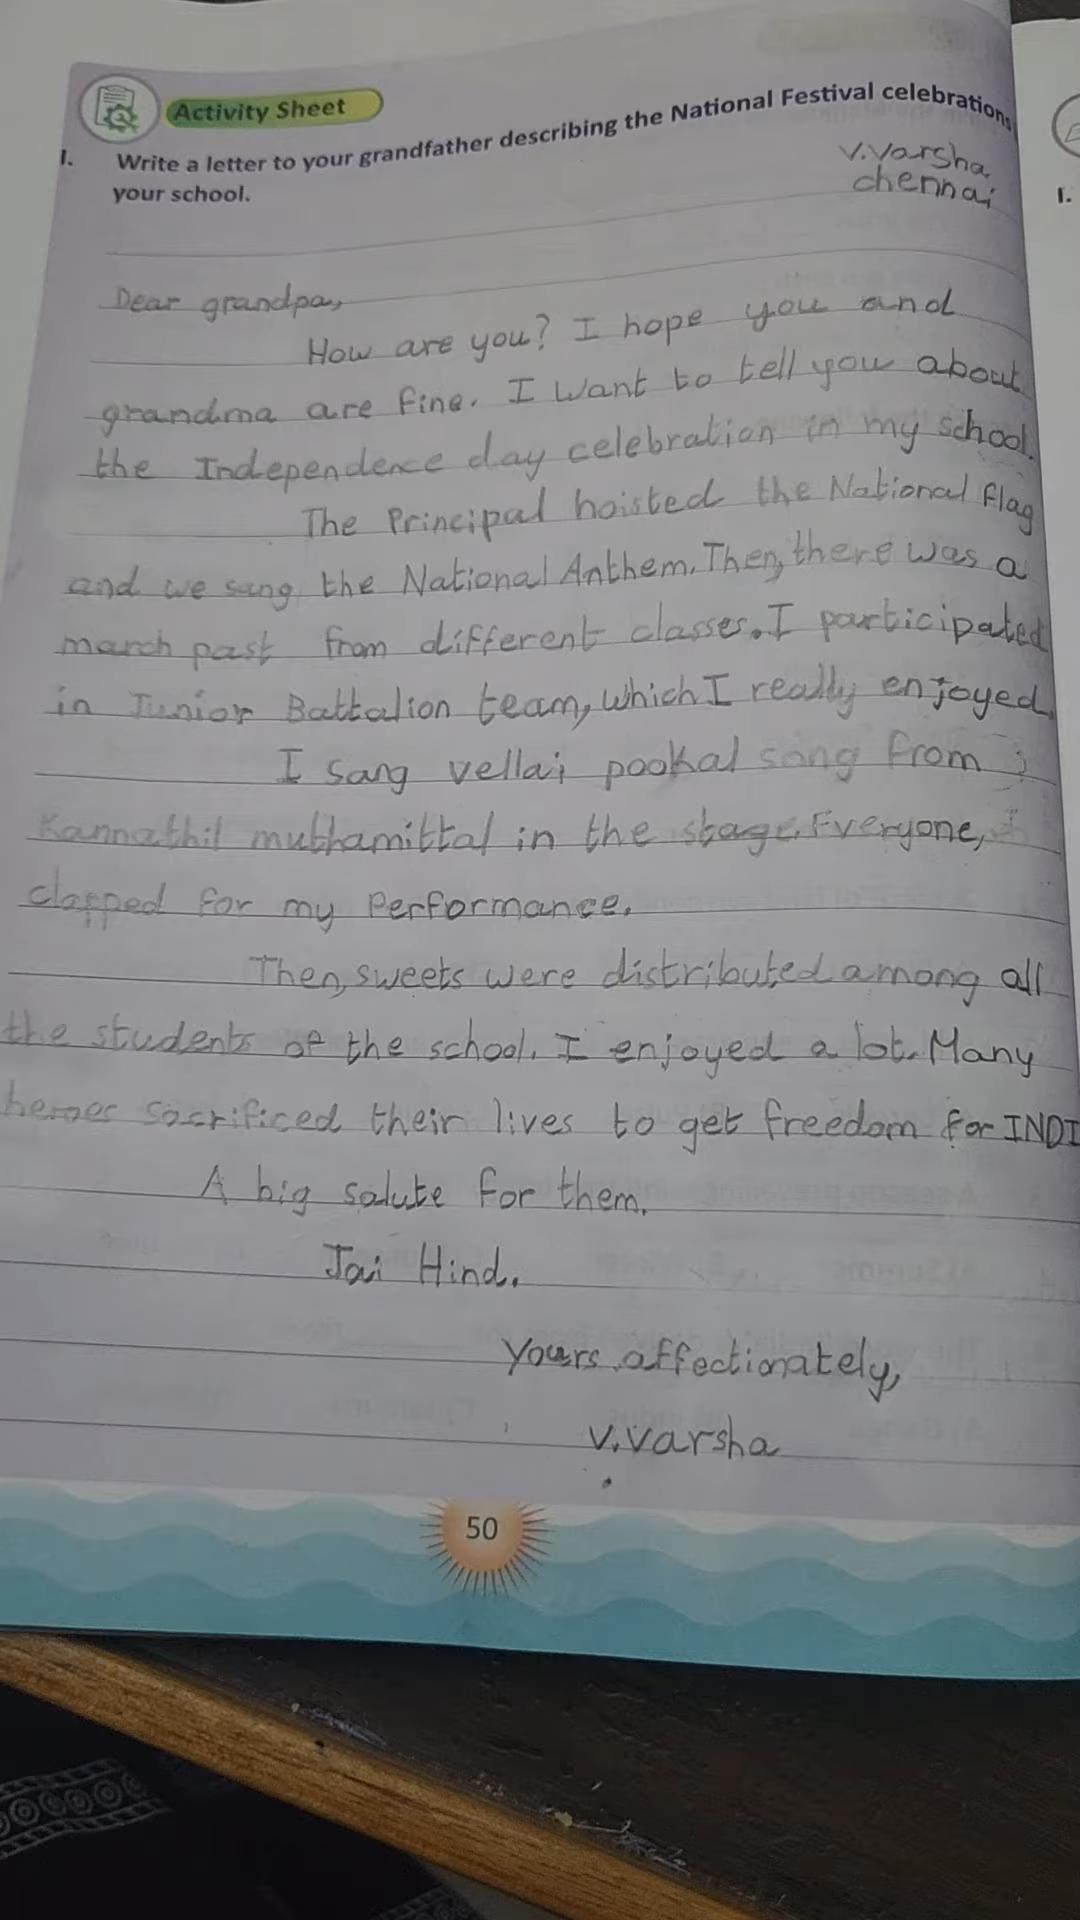 Activity Sheet
I. Write a letter to your grandfather describing the National Festival celebrations
your school.
V.Varsha
chennai
Dear grandpa,
How are you? I hope you and
grandma are fine. I want to tell you about
the Independence day celebration in my school.
The Principal hoisted the National flag
and we sang the National Anthem. Then, there was a
march past from different classes. I participated
in Junior Battalion team, which I really enjoyed.
I sang vellai pookal song from
Kannathil muthamittal in the stage. Everyone,
clapped for my Performance.
Then, sweets were distributed among all
the students of the school. I enjoyed a lot. Many
heroes sacrificed their lives to get freedom for INDI
A big salute for them.
Jai Hind.
Yours affectionately,
V.Varsha
50
I.